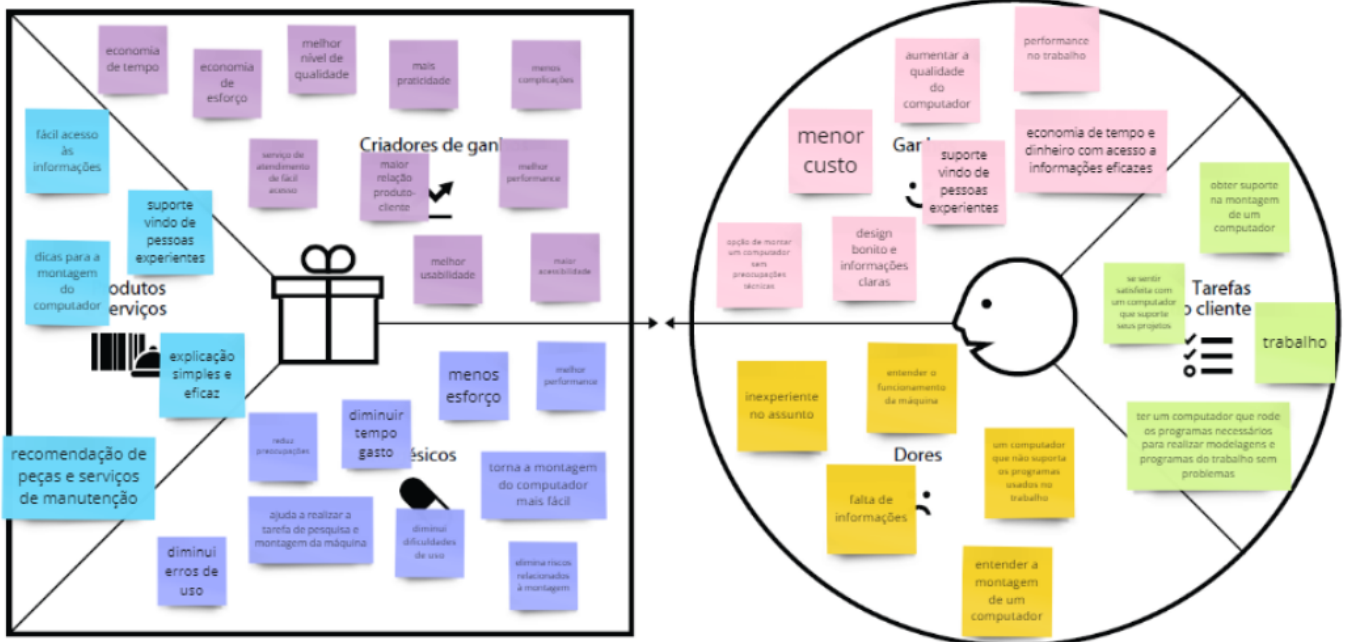 economia
de tempo
economia
de
esforço
melhor
nível de
qualidade
mais
praticidade
menos
complicações
Criadores de ganl
serviço de
atendimento
de fácil
acesso
maior
relação
produto-
cliente
melhor
performance
melhor
usabilidade
maior
acessibilidade
fácil acesso
às
informações
suporte
vindo de
pessoas
experientes
dicas para a
montagem
do
computador
odutos
erviços
explicação
simples e
eficaz
recomendação de
peças e serviços
de manutenção
menos
esforço
melhor
performance
reduz
preocupações
diminuir
tempo
gasto
ésicos
torna a montagem
do computador
mais fácil
ajuda a realizar a
tarefa de pesquisa e
montagem da máquina
diminui
dificuldades
de uso
diminui
erros de
uso
elimina riscos
relacionados
à montagem
performance
no trabalho
aumentar a
qualidade
do
computador
menor
custo
Gan
suporte
vindo de
pessoas
experientes
economia de tempo e
dinheiro com acesso a
informações eficazes
opção de montar
um computador
sem
preocupações
técnicas
design
bonito e
informações
claras
obter suporte
na montagem
de um
computador
se sentir
satisfeita com
um computador
que suporte
seus projetos
Tarefas
o cliente
trabalho
ter um computador que rode
os programas necessários
para realizar modelagens e
programas do trabalho sem
problemas
inexperiente
no assunto
entender o
funcionamento
da máquina
Dores
um computador
que não suporta
os programas
usados no
trabalho
falta de
informações
entender a
montagem
de um
computador